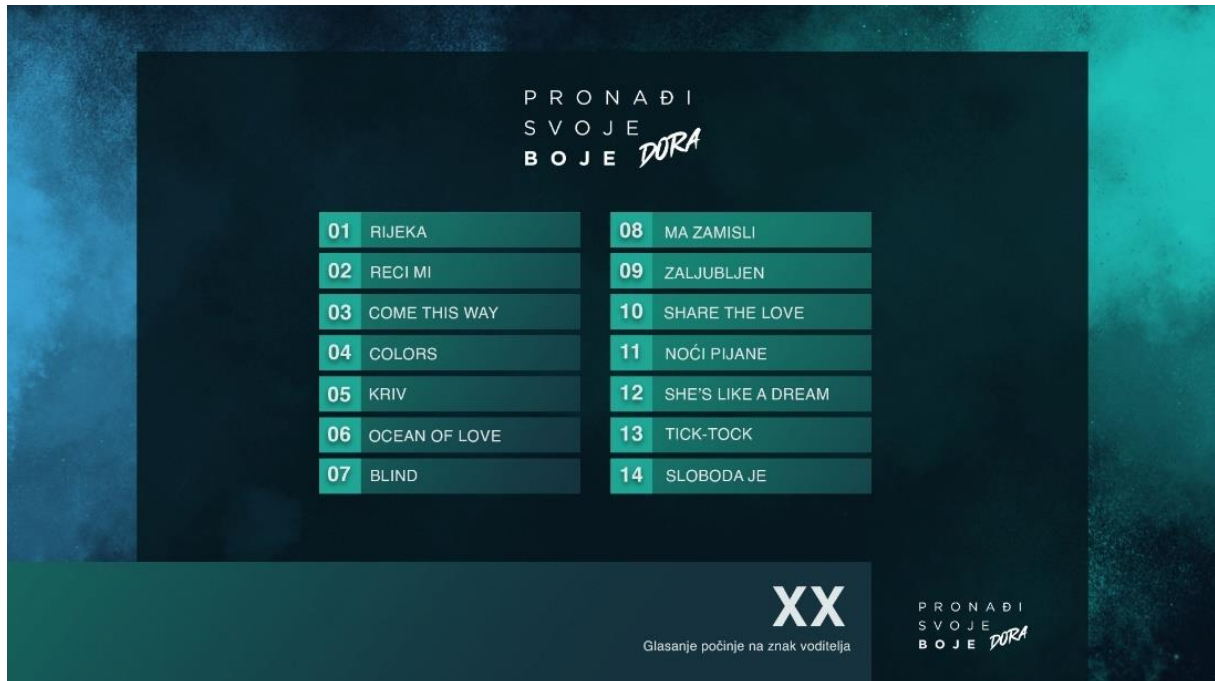 PRONAĐI
SVOJE
BOJE DORA
01 RIJEKA
02 RECI MI
03 COME THIS WAY
04 COLORS
05 KRIV
06 OCEAN OF LOVE
07 BLIND
08 MA ZAMISLI
09 ZALJUBLJEN
10 SHARE THE LOVE
11 NOĆI PIJANE
12 SHE'S LIKE A DREAM
13 TICK-TOCK
14 SLOBODA JE
XX
Glasanje počinje na znak voditelja
PRONAĐI
SVOJE
BOJE DORA